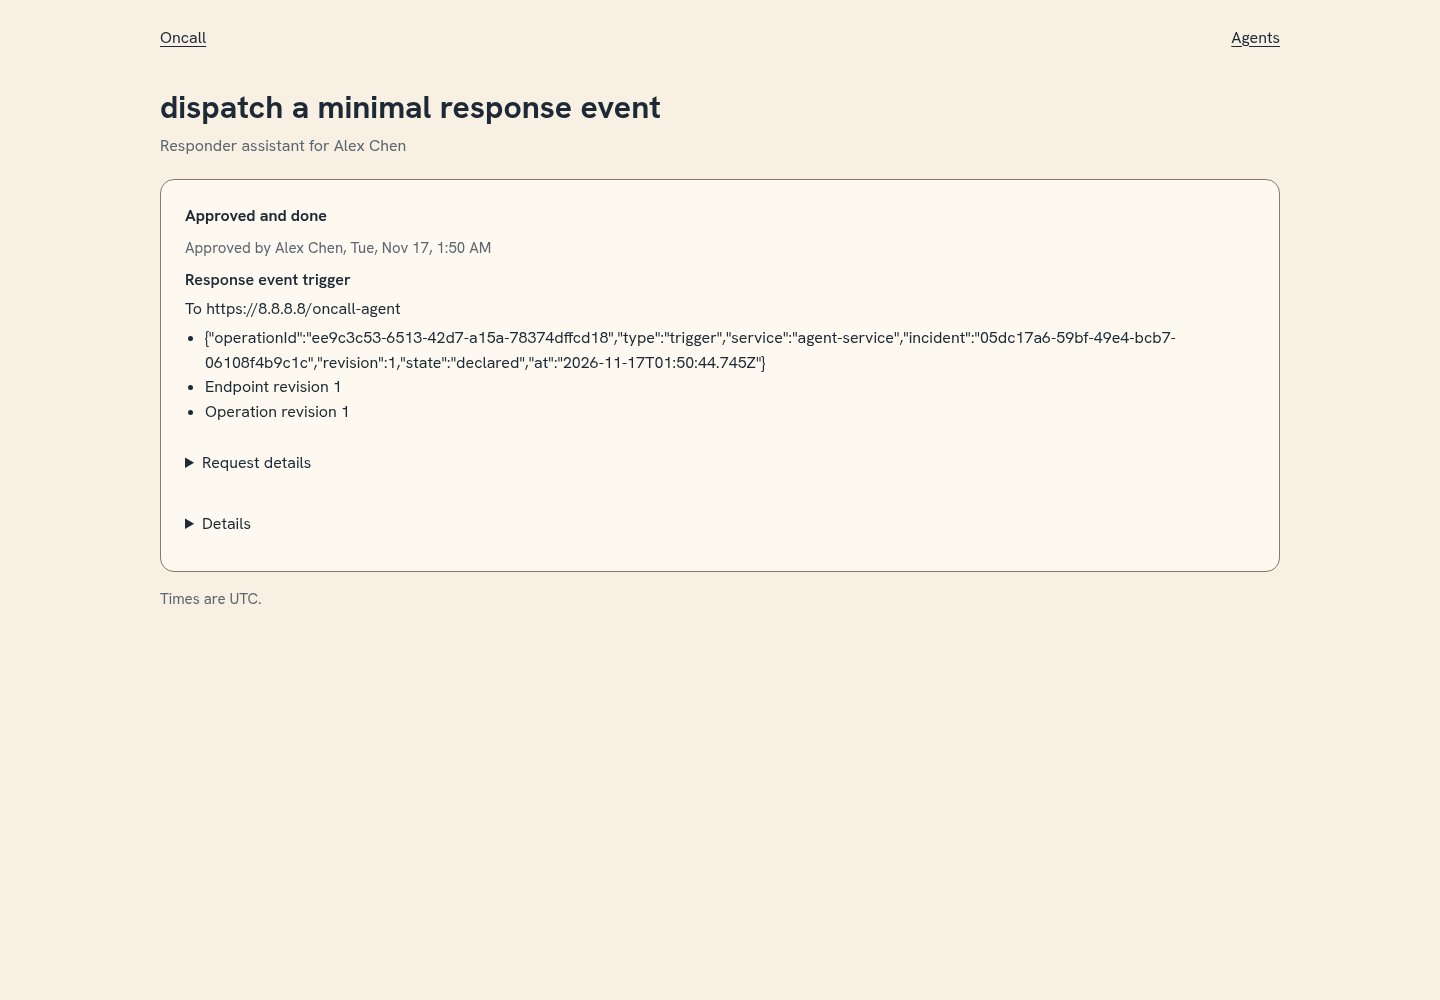 Oncall
Agents
dispatch a minimal response event
Responder assistant for Alex Chen
Approved and done
Approved by Alex Chen, Tue, Nov 17, 1:50 AM
Response event trigger
To https://8.8.8.8/oncall-agent
{"operationId":"ee9c3c53-6513-42d7-a15a-78374dffcd18","type":"trigger","service":"agent-service","incident":"05dc17a6-59bf-49e4-bcb7-
06108f4b9c1c","revision":1,"state":"declared","at":"2026-11-17T01:50:44.745Z"}
Endpoint revision 1
Operation revision 1
Request details
Details
Times are UTC.